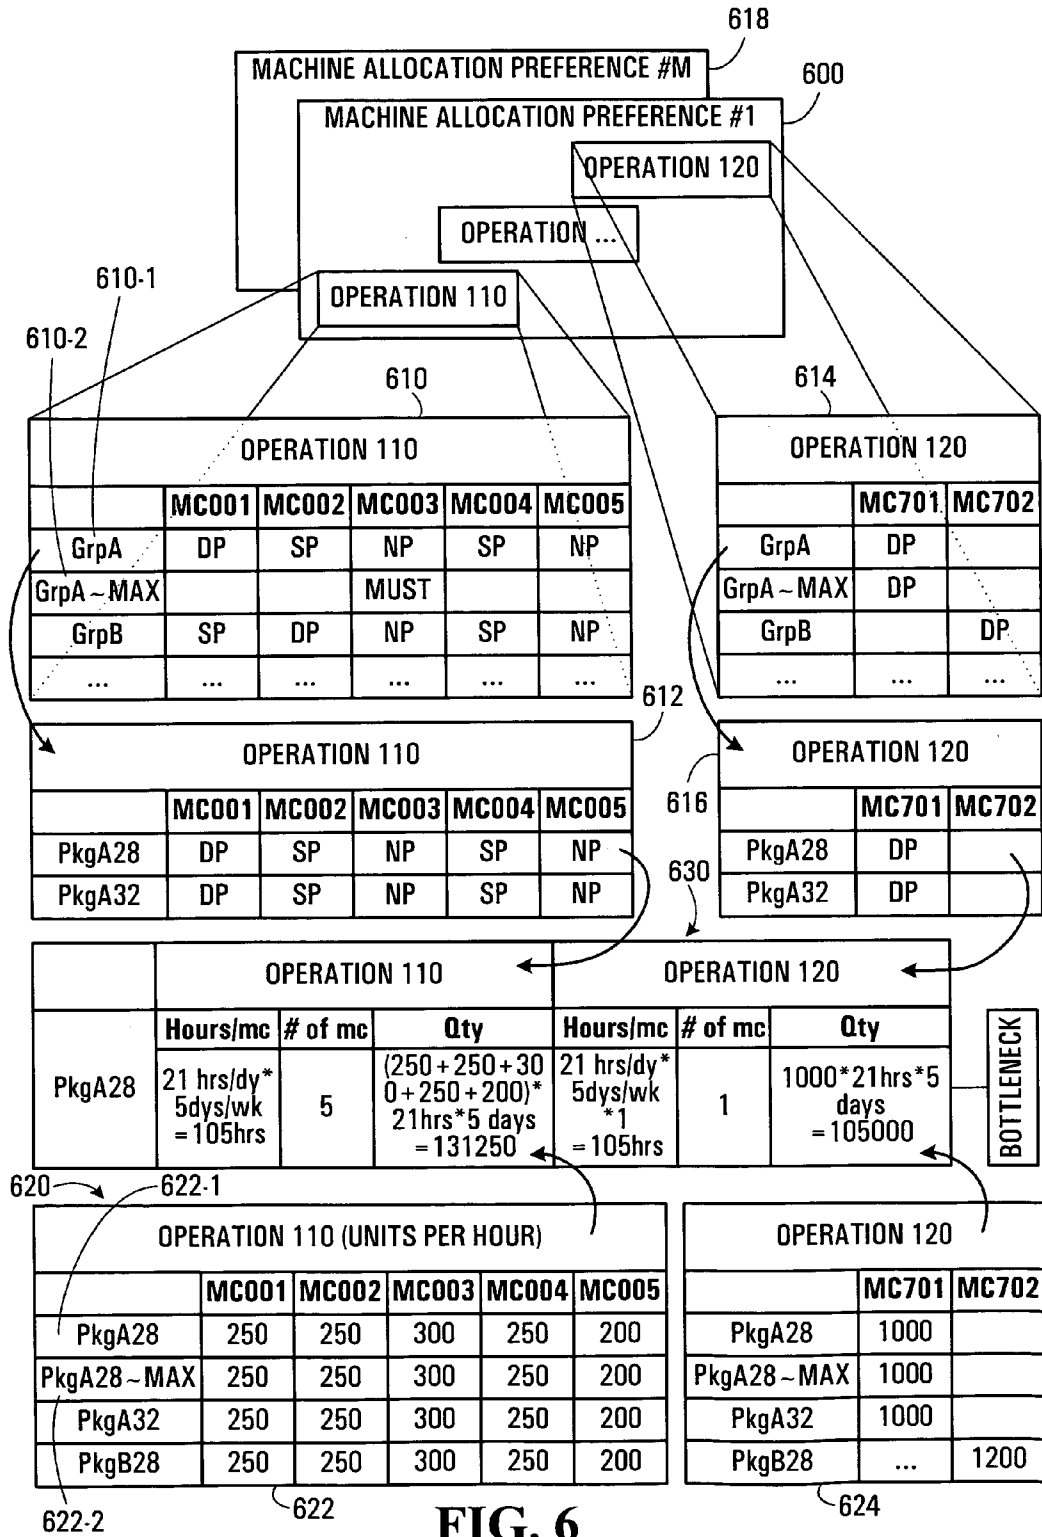 618
MACHINE ALLOCATION PREFERENCE #M
600
MACHINE ALLOCATION PREFERENCE #1
OPERATION 120
OPERATION ...
610-1
OPERATION 110
610-2
610
614
OPERATION 110
MC001 MC002 MC003 MC004 MC005
GrpA DP SP NP SP NP
GrpA~MAX MUST
GrpB SP DP NP SP NP
... ... ... ... ... ...
OPERATION 120
MC701 MC702
GrpA DP
GrpA~MAX DP
GrpB DP
... ... ...
612
OPERATION 110
MC001 MC002 MC003 MC004 MC005
PkgA28 DP SP NP SP NP
PkgA32 DP SP NP SP NP
616
OPERATION 120
MC701 MC702
PkgA28 DP
PkgA32 DP
630
OPERATION 110 OPERATION 120
Hours/mc # of mc Qty Hours/mc # of mc Qty
PkgA28
21 hrs/dy*
5dys/wk
=105hrs
5
(250+250+30
0+250+200)*
21hrs*5 days
=131250
21 hrs/dy*
5dys/wk
*1
=105hrs
1
1000*21hrs*5
days
=105000
BOTTLENECK
620
622-1
OPERATION 110 (UNITS PER HOUR)
MC001 MC002 MC003 MC004 MC005
PkgA28 250 250 300 250 200
PkgA28~MAX 250 250 300 250 200
PkgA32 250 250 300 250 200
PkgB28 250 250 300 250 200
OPERATION 120
MC701 MC702
PkgA28 1000
PkgA28~MAX 1000
PkgA32 1000
PkgB28 ... 1200
622-2
622
624
FIG. 6